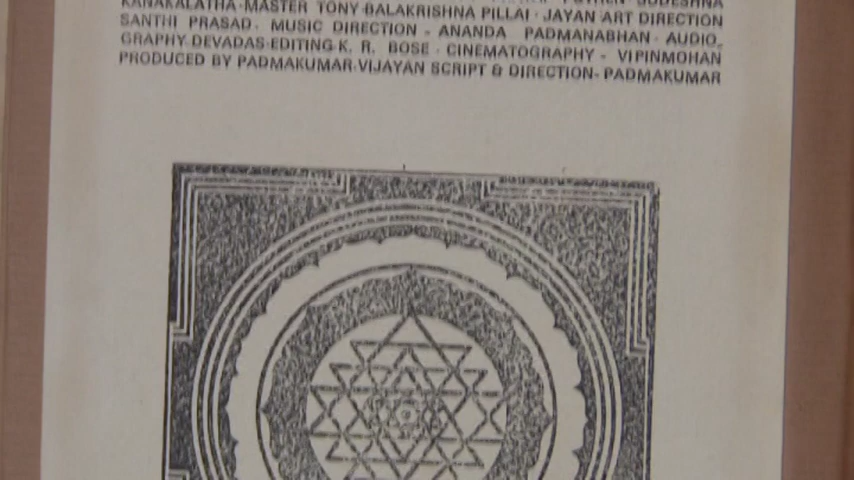 KANAKALATHA·MASTER TONY·BALAKRISHNA PILLAI · JAYAN ART DIRECTION
SANTHI PRASAD. MUSIC DIRECTION - ANANDA PADMANABHAN · AUDIO-
GRAPHY·DEVADAS·EDITING·K. R. BOSE · CINEMATOGRAPHY - VIPINMOHAN
PRODUCED BY PADMAKUMAR·VIJAYAN SCRIPT & DIRECTION- PADMAKUMAR